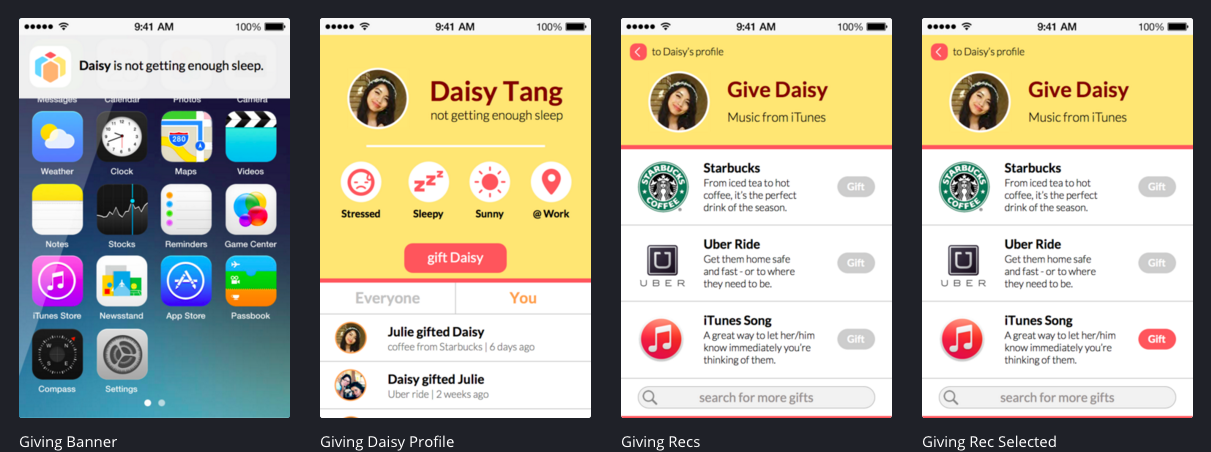 9:41 AM 100%
Daisy is not getting enough sleep.
Messages Calendar Photos Camera
280
Weather Clock Maps Videos
Notes Stocks Reminders Game Center
iTunes Store Newsstand App Store Passbook
Compass Settings
Giving Banner
9:41 AM 100%
Daisy Tang
not getting enough sleep
zzz
Stressed Sleepy Sunny @ Work
gift Daisy
Everyone You
Julie gifted Daisy
coffee from Starbucks | 6 days ago
Daisy gifted Julie
Uber ride | 2 weeks ago
Giving Daisy Profile
9:41 AM 100%
to Daisy's profile
Give Daisy
Music from iTunes
STARBUCKS COFFEE
Starbucks
From iced tea to hot
coffee, it's the perfect
drink of the season.
Gift
U
UBER
Uber Ride
Get them home safe
and fast - or to where
they need to be.
Gift
iTunes Song
A great way to let her/him
know immediately you're
thinking of them.
Gift
search for more gifts
Giving Recs
9:41 AM 100%
to Daisy's profile
Give Daisy
Music from iTunes
STARBUCKS COFFEE
Starbucks
From iced tea to hot
coffee, it's the perfect
drink of the season.
Gift
U
UBER
Uber Ride
Get them home safe
and fast - or to where
they need to be.
Gift
iTunes Song
A great way to let her/him
know immediately you're
thinking of them.
Gift
search for more gifts
Giving Rec Selected